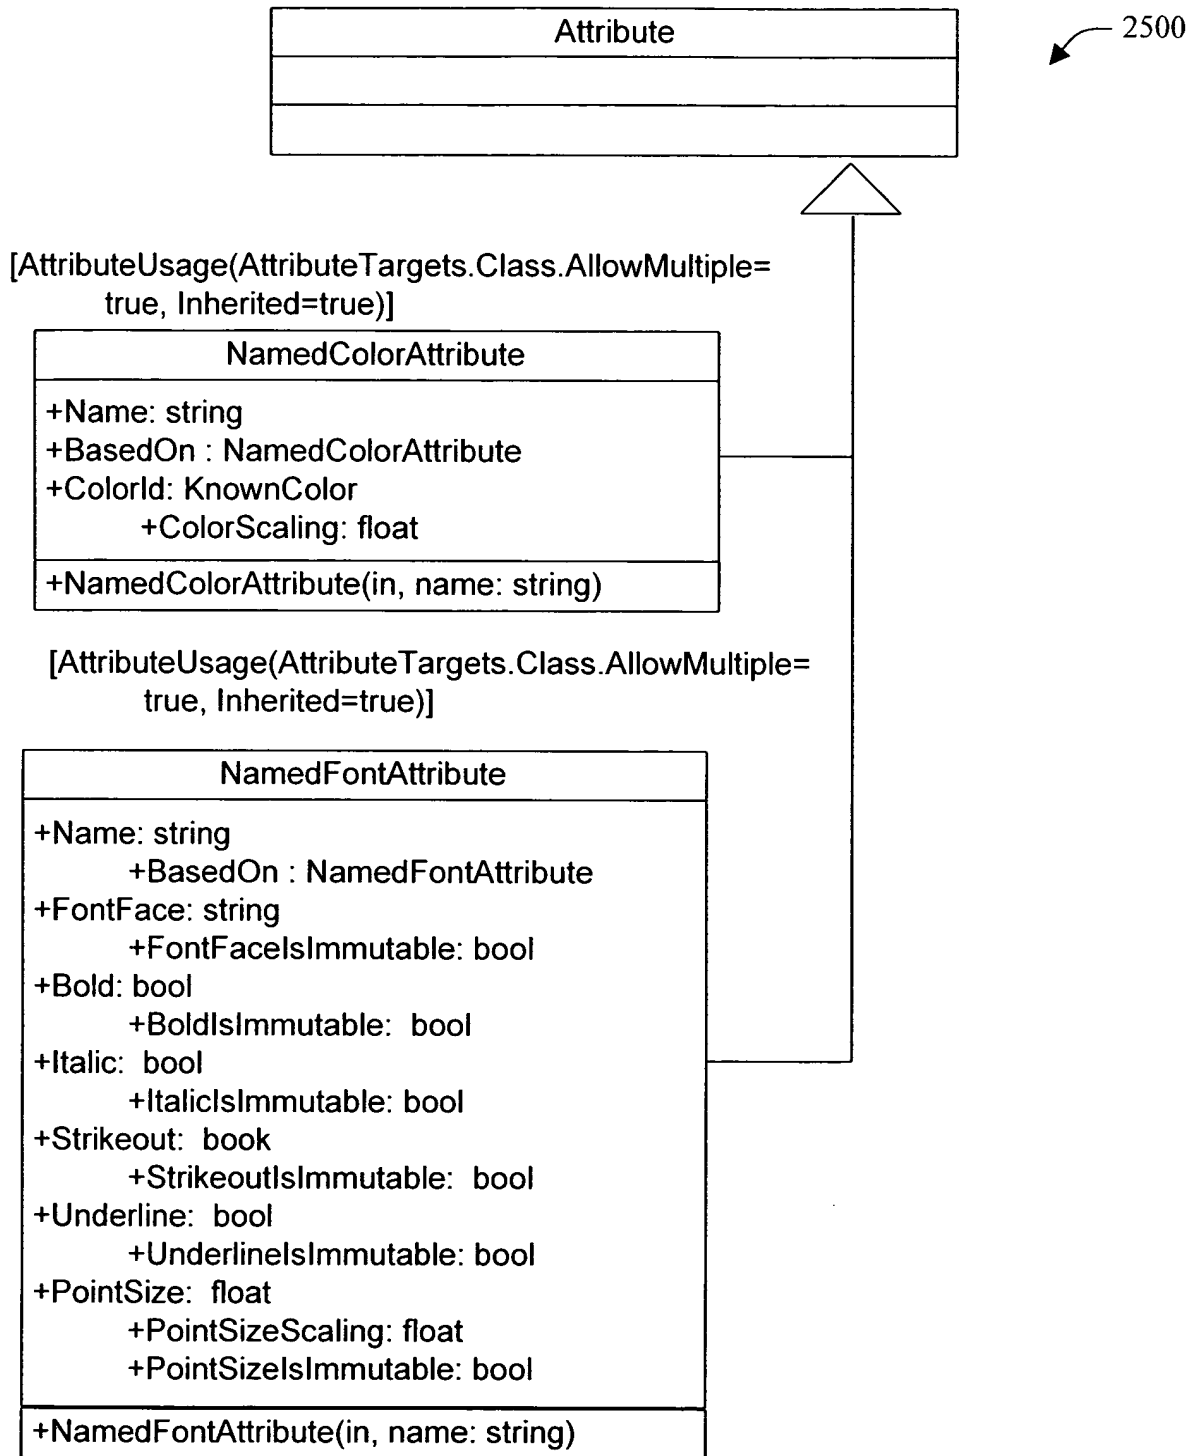 Attribute
2500
[AttributeUsage(AttributeTargets.Class.AllowMultiple=
true, Inherited=true)]
NamedColorAttribute
+Name: string
+BasedOn : NamedColorAttribute
+ColorId: KnownColor
+ColorScaling: float
+NamedColorAttribute(in, name: string)
[AttributeUsage(AttributeTargets.Class.AllowMultiple=
true, Inherited=true)]
NamedFontAttribute
+Name: string
+BasedOn : NamedFontAttribute
+FontFace: string
+FontFaceIsImmutable: bool
+Bold: bool
+BoldIsImmutable:  bool
+Italic:  bool
+ItalicIsImmutable: bool
+Strikeout:  book
+StrikeoutIsImmutable:  bool
+Underline:  bool
+UnderlineIsImmutable: bool
+PointSize:  float
+PointSizeScaling: float
+PointSizeIsImmutable: bool
+NamedFontAttribute(in, name: string)